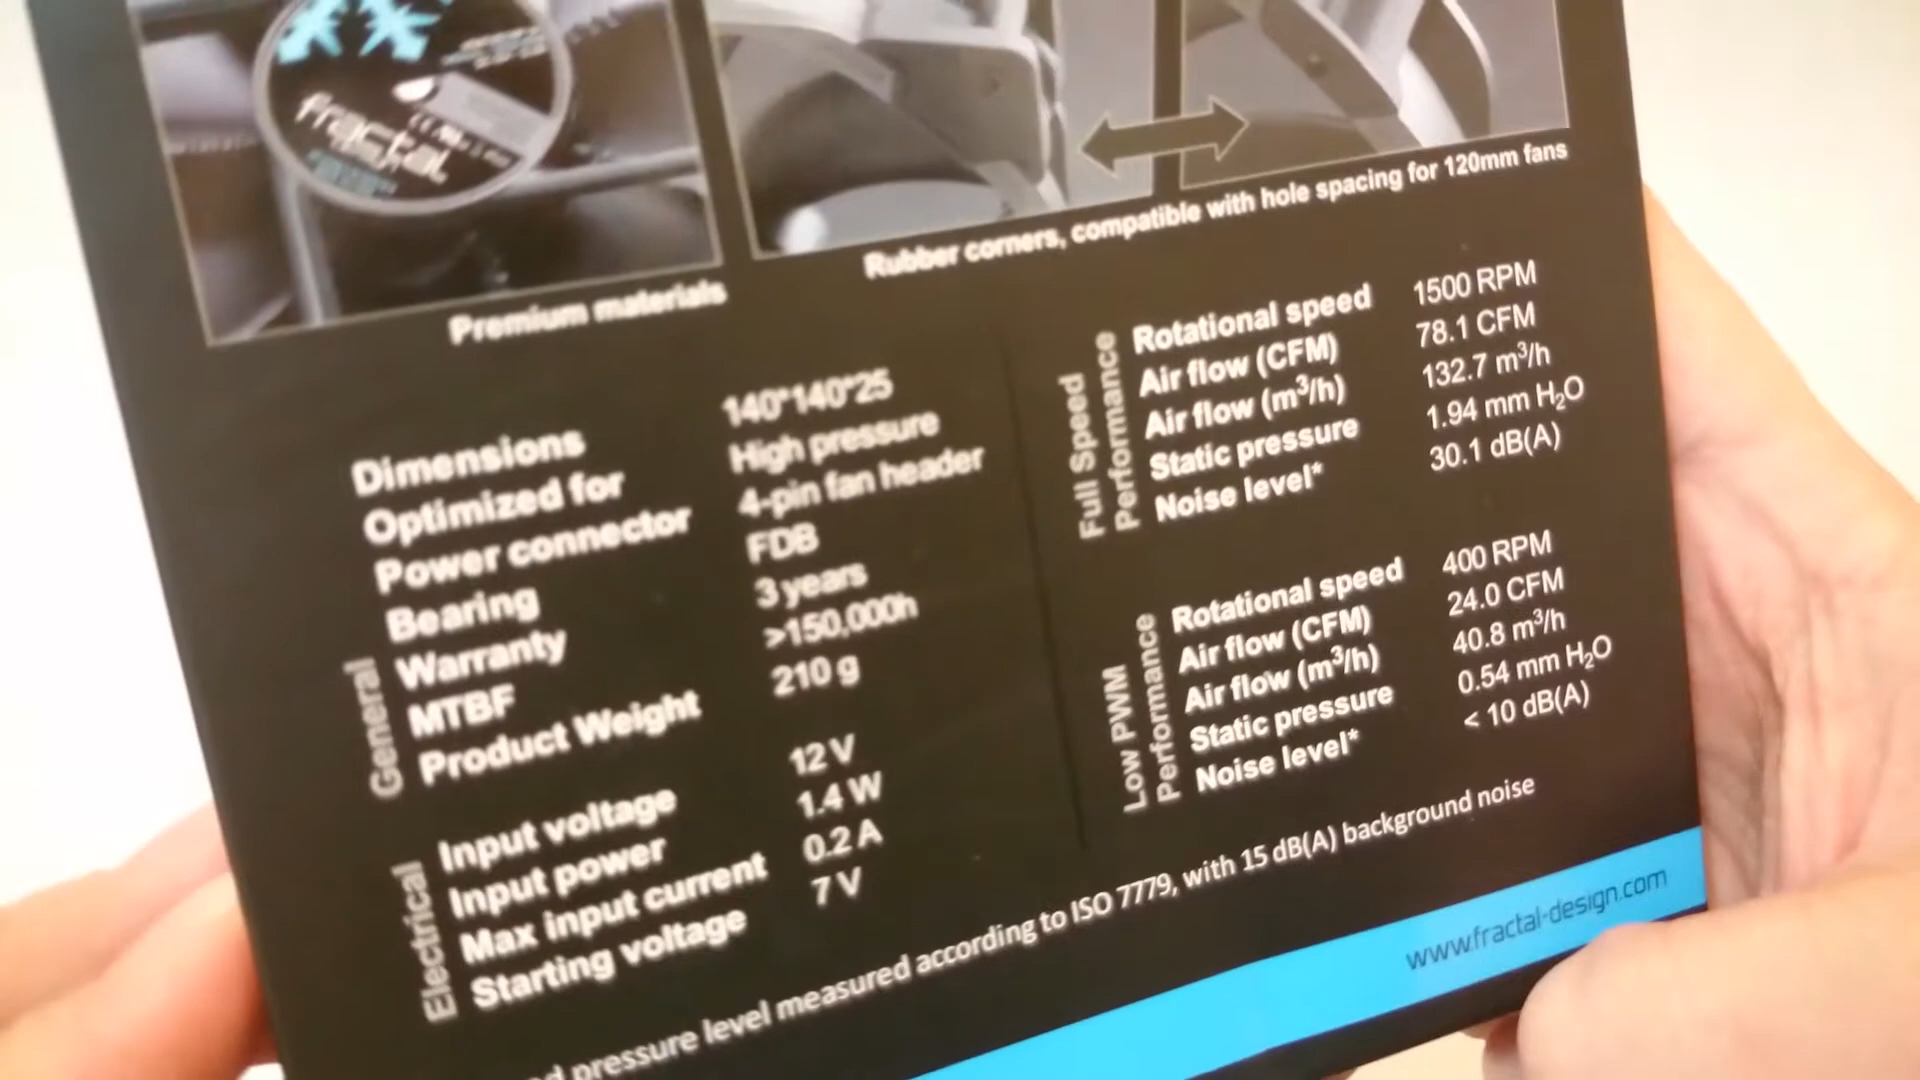 fractal
Premium materials
Rubber corners, compatible with hole spacing for 120mm fans
General
Dimensions 140*140*25
Optimized for High pressure
Power connector 4-pin fan header
Bearing FDB
Warranty 3 years
MTBF >150,000h
Product Weight 210 g
Electrical
Input voltage 12 V
Input power 1.4 W
Max input current 0.2 A
Starting voltage 7 V
Full Speed
Performance
Rotational speed 1500 RPM
Air flow (CFM) 78.1 CFM
Air flow (m³/h) 132.7 m³/h
Static pressure 1.94 mm H₂O
Noise level* 30.1 dB(A)
Low PWM
Performance
Rotational speed 400 RPM
Air flow (CFM) 24.0 CFM
Air flow (m³/h) 40.8 m³/h
Static pressure 0.54 mm H₂O
Noise level* < 10 dB(A)
pressure level measured according to ISO 7779, with 15 dB(A) background noise
www.fractal-design.com